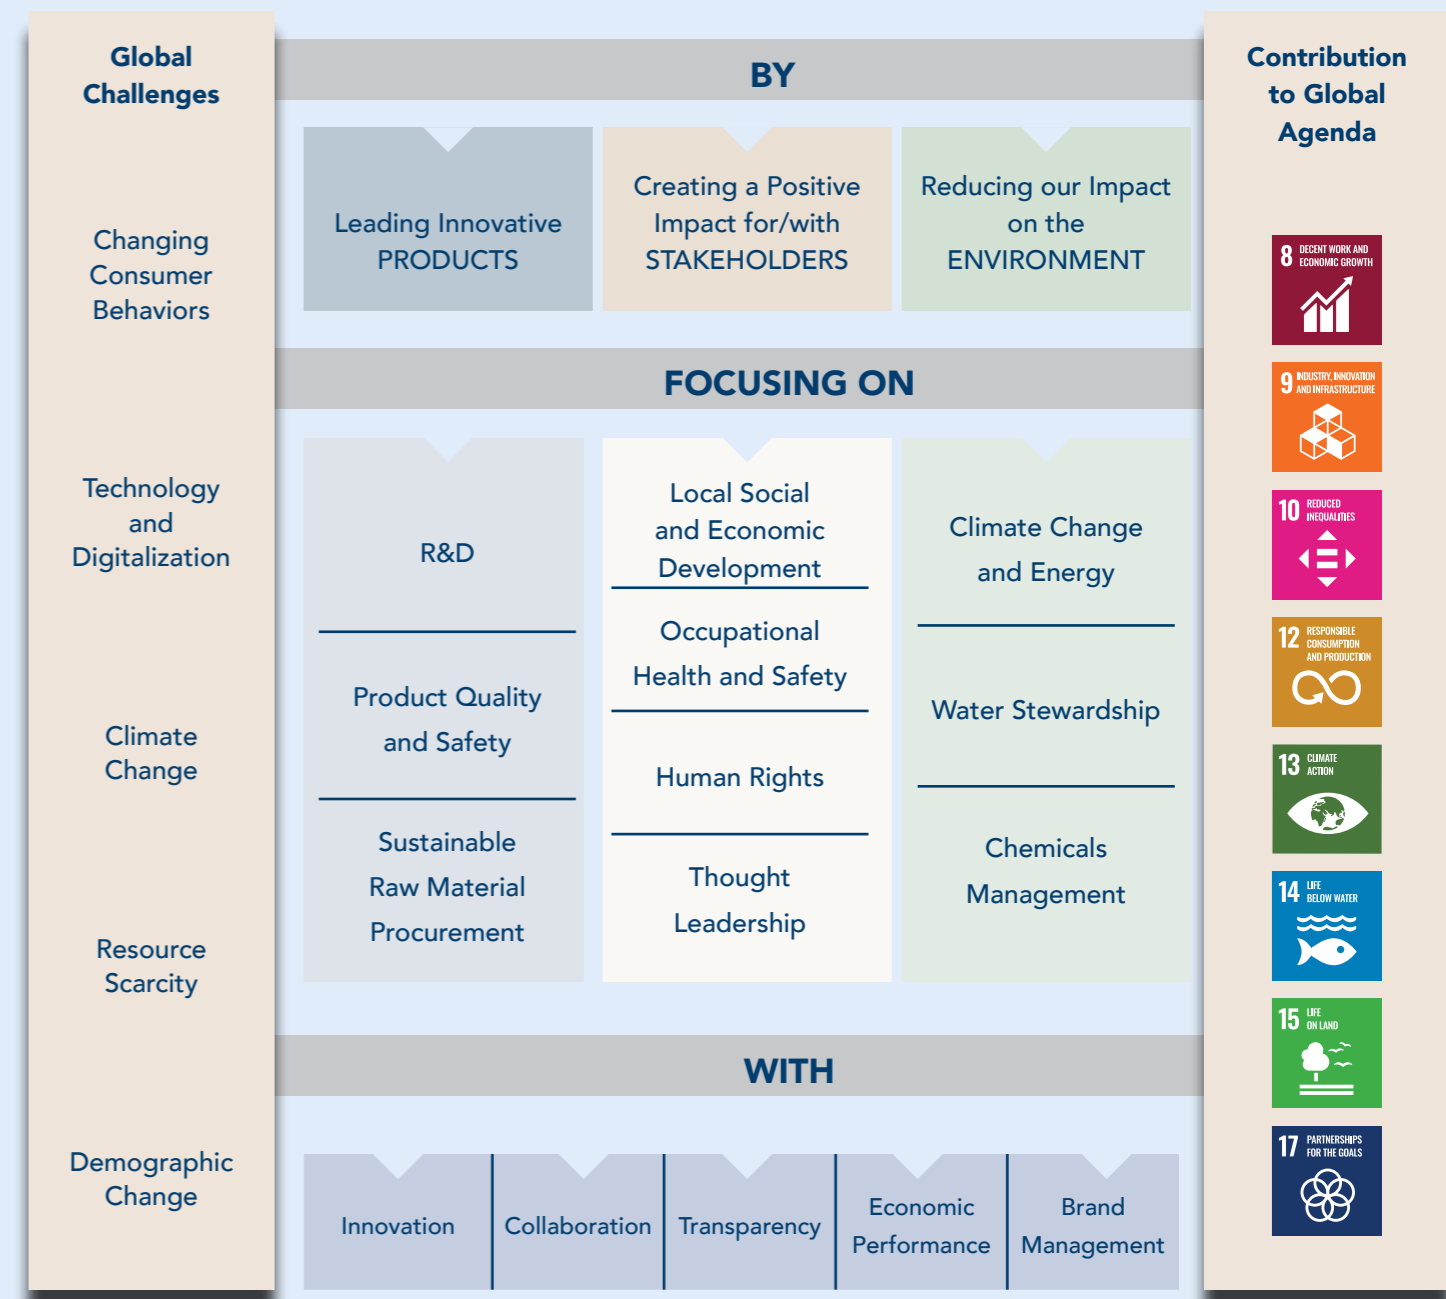 Global
Challenges
Changing
Consumer
Behaviors
Technology
and
Digitalization
Climate
Change
Resource
Scarcity
Demographic
Change
BY
Leading Innovative
PRODUCTS
Creating a Positive
Impact for/with
STAKEHOLDERS
Reducing our Impact
on the
ENVIRONMENT
FOCUSING ON
R&D
Product Quality
and Safety
Sustainable
Raw Material
Procurement
Local Social
and Economic
Development
Occupational
Health and Safety
Human Rights
Thought
Leadership
Climate Change
and Energy
Water Stewardship
Chemicals
Management
WITH
Innovation
Collaboration
Transparency
Economic
Performance
Brand
Management
Contribution
to Global
Agenda
8 DECENT WORK AND
ECONOMIC GROWTH
9 INDUSTRY, INNOVATION
AND INFRASTRUCTURE
10 REDUCED
INEQUALITIES
12 RESPONSIBLE
CONSUMPTION
AND PRODUCTION
13 CLIMATE
ACTION
14 LIFE
BELOW WATER
15 LIFE
ON LAND
17 PARTNERSHIPS
FOR THE GOALS